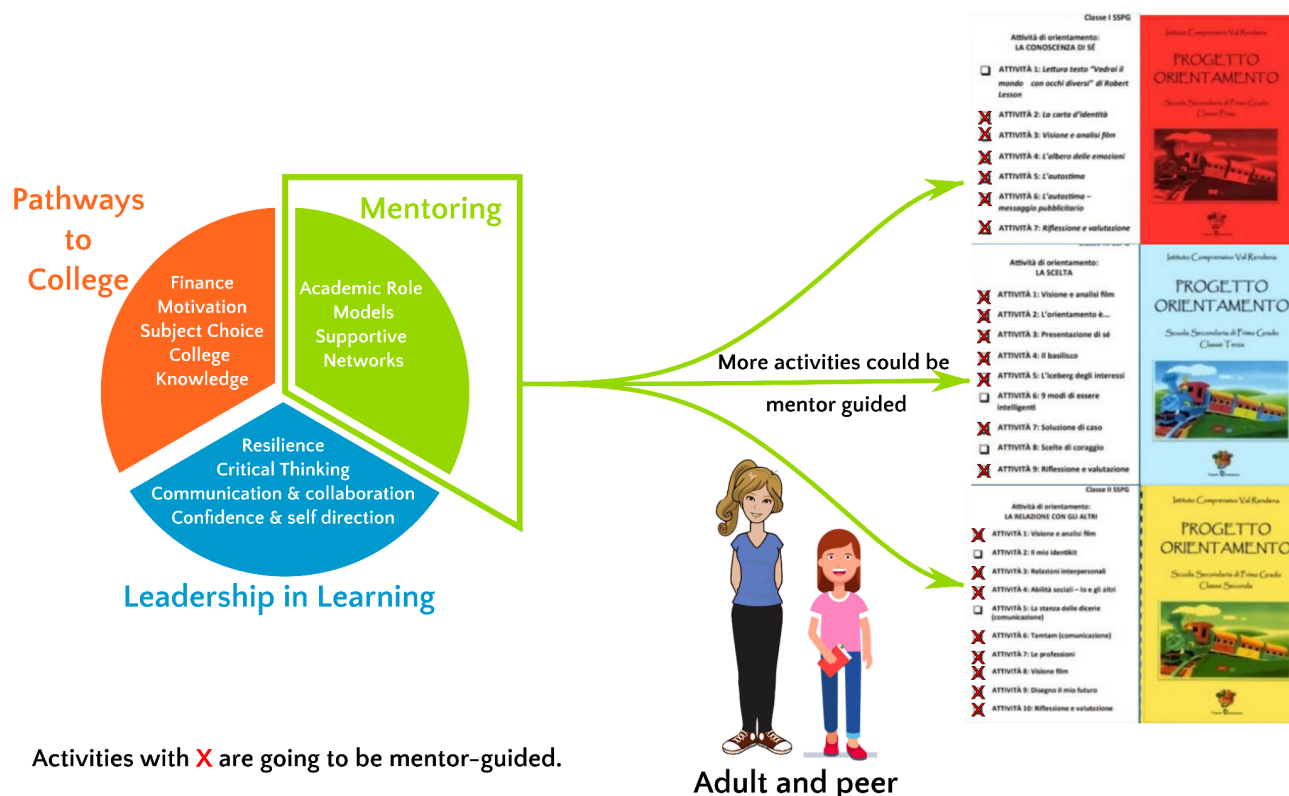 Pathways
to
College
Finance
Motivation
Subject Choice
College
Knowledge
Mentoring
Academic Role
Models
Supportive
Networks
Resilience
Critical Thinking
Communication & collaboration
Confidence & self direction
Leadership in Learning
More activities could be
mentor guided
Activities with X are going to be mentor-guided.
Adult and peer
Classe I SSPG
Attività di orientamento:
LA CONOSCENZA DI SÉ
ATTIVITÀ 1: Lettura testo "Vedrai il
mondo con occhi diversi" di Robert
Lesson
X ATTIVITÀ 2: La carta d'identità
X ATTIVITÀ 3: Visione e analisi film
X ATTIVITÀ 4: L'albero delle emozioni
X ATTIVITÀ 5: L'autostima
X ATTIVITÀ 6: L'autostima –
messaggio pubblicitario
X ATTIVITÀ 7: Riflessione e valutazione
Istituto Comprensivo Val Rendena
PROGETTO
ORIENTAMENTO
Scuola Secondaria di Primo Grado
Classe Prima
Attività di orientamento:
LA SCELTA
X ATTIVITÀ 1: Visione e analisi film
X ATTIVITÀ 2: L'orientamento è...
X ATTIVITÀ 3: Presentazione di sé
X ATTIVITÀ 4: Il basilisco
X ATTIVITÀ 5: L'iceberg degli interessi
ATTIVITÀ 6: 9 modi di essere
intelligenti
X ATTIVITÀ 7: Soluzione di caso
ATTIVITÀ 8: Scelte di coraggio
X ATTIVITÀ 9: Riflessione e valutazione
Istituto Comprensivo Val Rendena
PROGETTO
ORIENTAMENTO
Scuola Secondaria di Primo Grado
Classe Terza
Classe II SSPG
Attività di orientamento:
LA RELAZIONE CON GLI ALTRI
X ATTIVITÀ 1: Visione e analisi film
ATTIVITÀ 2: Il mio identikit
X ATTIVITÀ 3: Relazioni interpersonali
X ATTIVITÀ 4: Abilità sociali – Io e gli altri
ATTIVITÀ 5: La stanza delle dicerie
(comunicazione)
X ATTIVITÀ 6: Tamtam (comunicazione)
X ATTIVITÀ 7: Le professioni
X ATTIVITÀ 8: Visione film
X ATTIVITÀ 9: Disegno il mio futuro
X ATTIVITÀ 10: Riflessione e valutazione
Istituto Comprensivo Val Rendena
PROGETTO
ORIENTAMENTO
Scuola Secondaria di Primo Grado
Classe Seconda